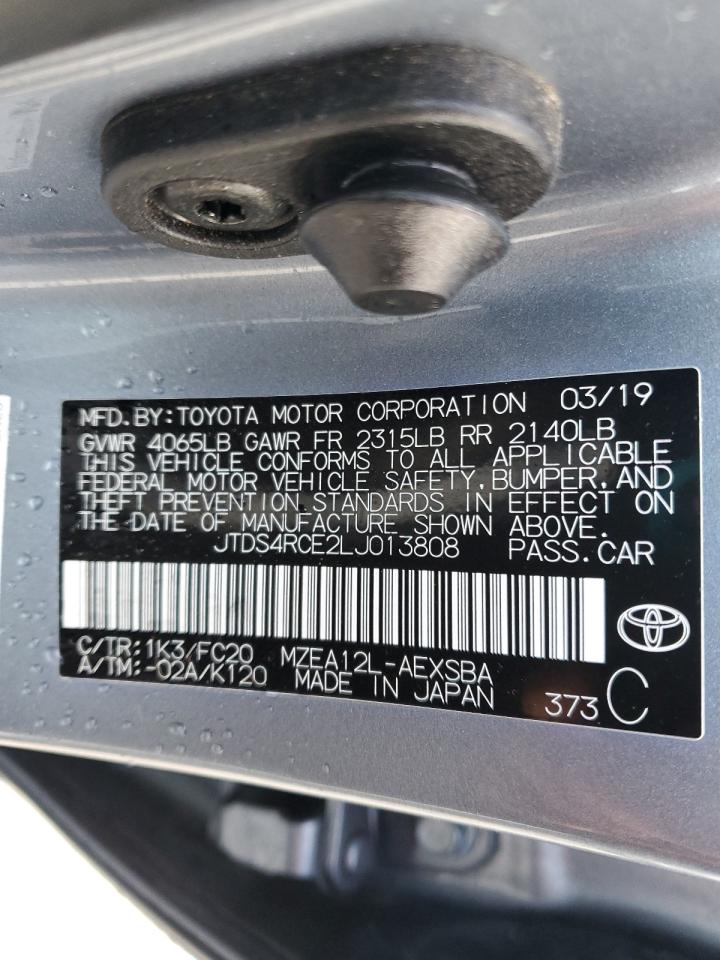 MFD.BY:TOYOTA MOTOR CORPORATION 03/19
GVWR 4065LB GAWR FR 2315LB RR 2140LB
THIS VEHICLE CONFORMS TO ALL APPLICABLE
FEDERAL MOTOR VEHICLE SAFETY,BUMPER,AND
THEFT PREVENTION STANDARDS IN EFFECT ON
THE DATE OF MANUFACTURE SHOWN ABOVE.
JTDS4RCE2LJ013808 PASS.CAR
C/TR:1K3/FC20 MZEA12L-AEXSBA
A/TM:-02A/K120 MADE IN JAPAN 373 C